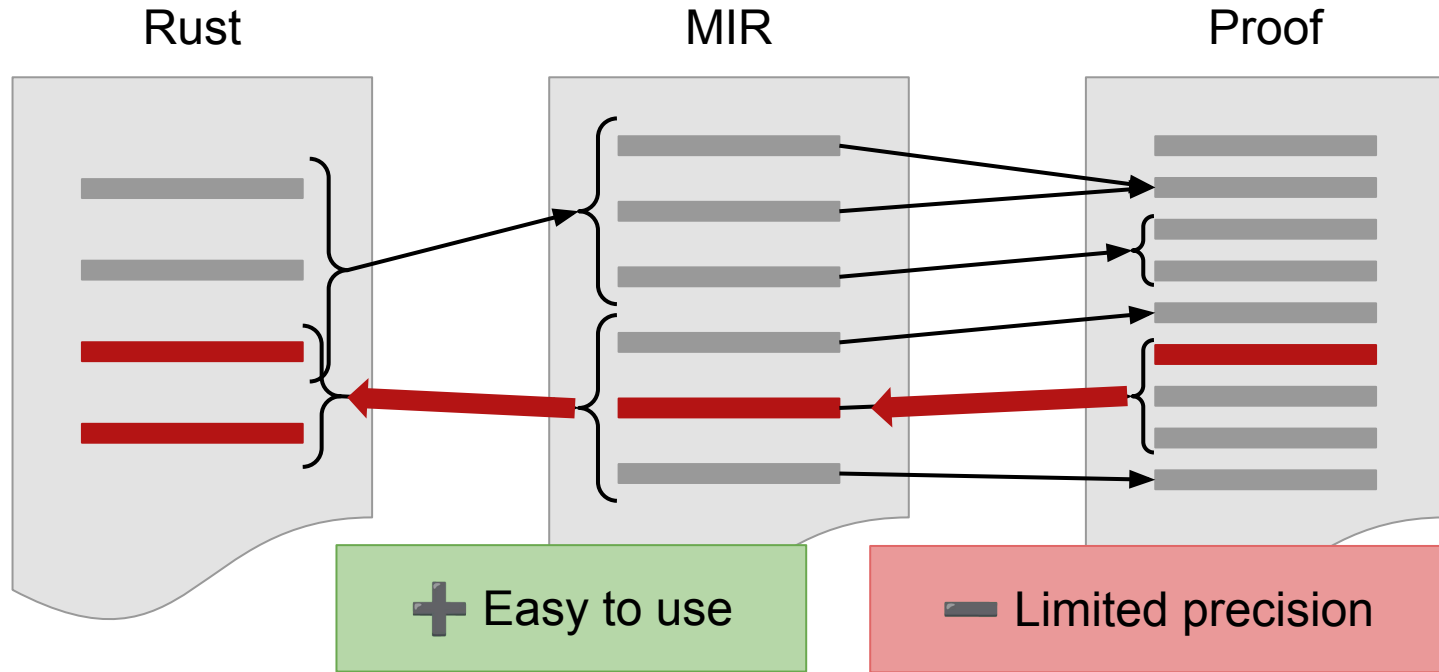 Rust
MIR
Proof
➕ Easy to use
➖ Limited precision